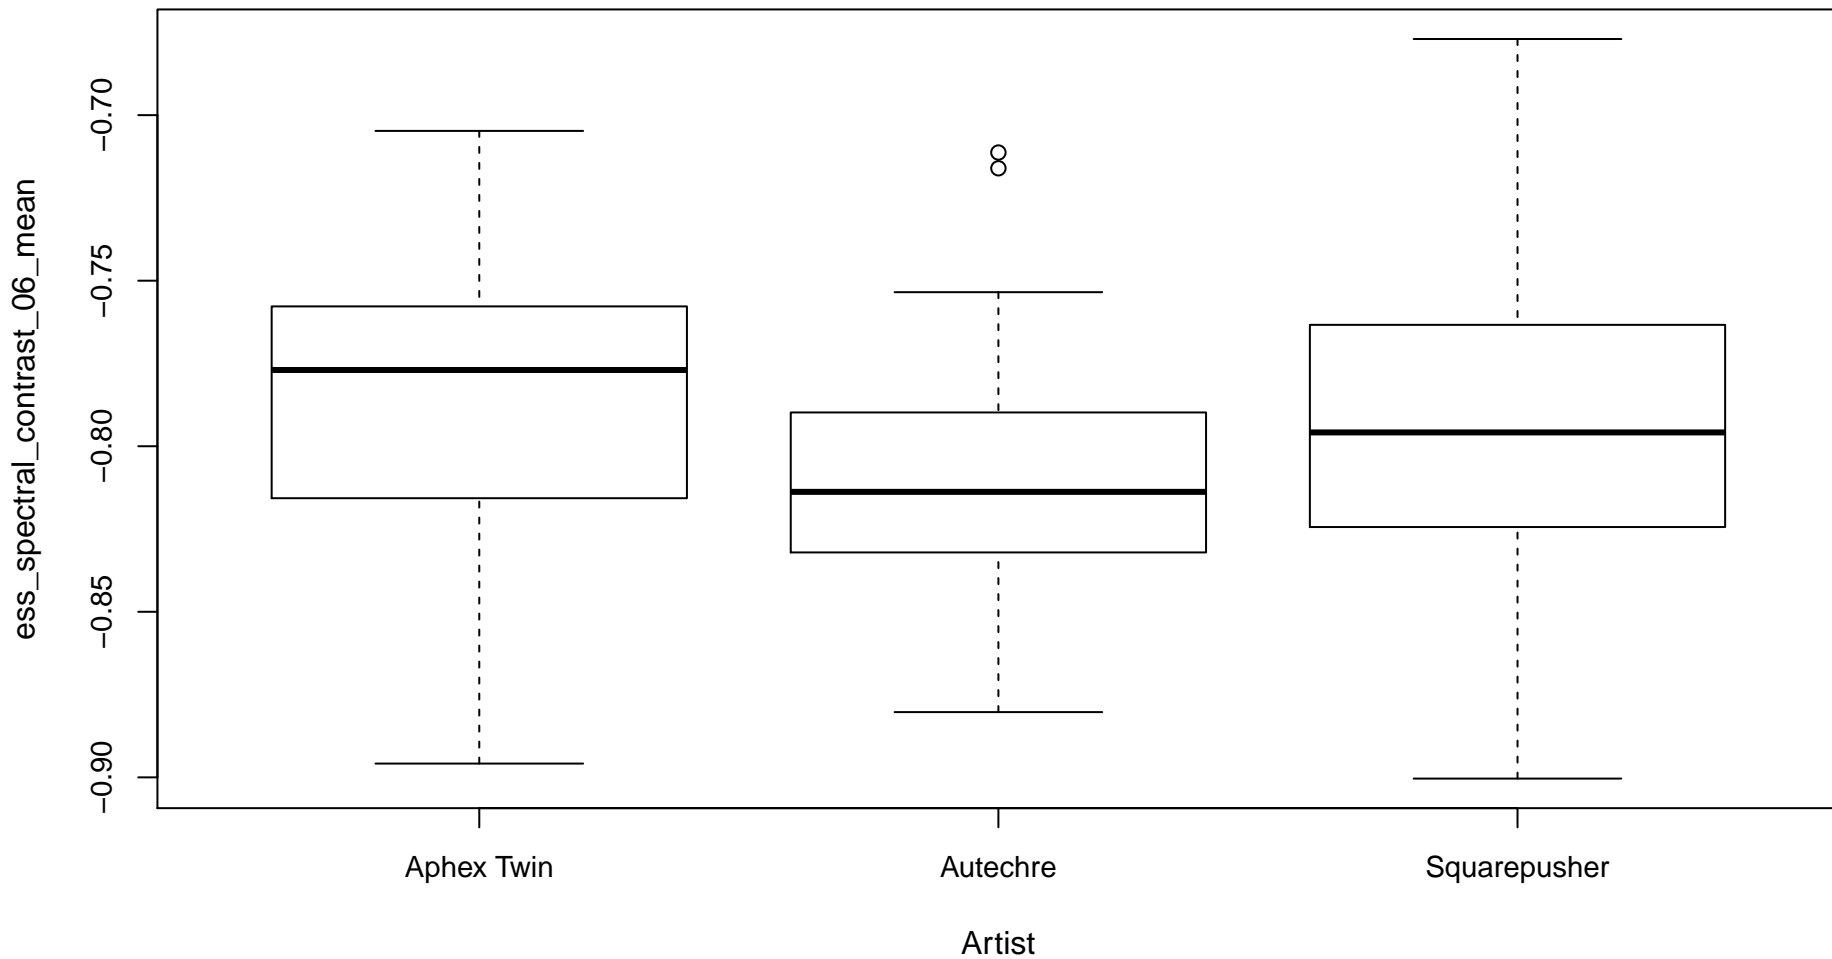 ess_spectral_contrast_06_mean
−0.70
−0.75
−0.80
−0.85
−0.90
Aphex Twin
Autechre
Squarepusher
Artist